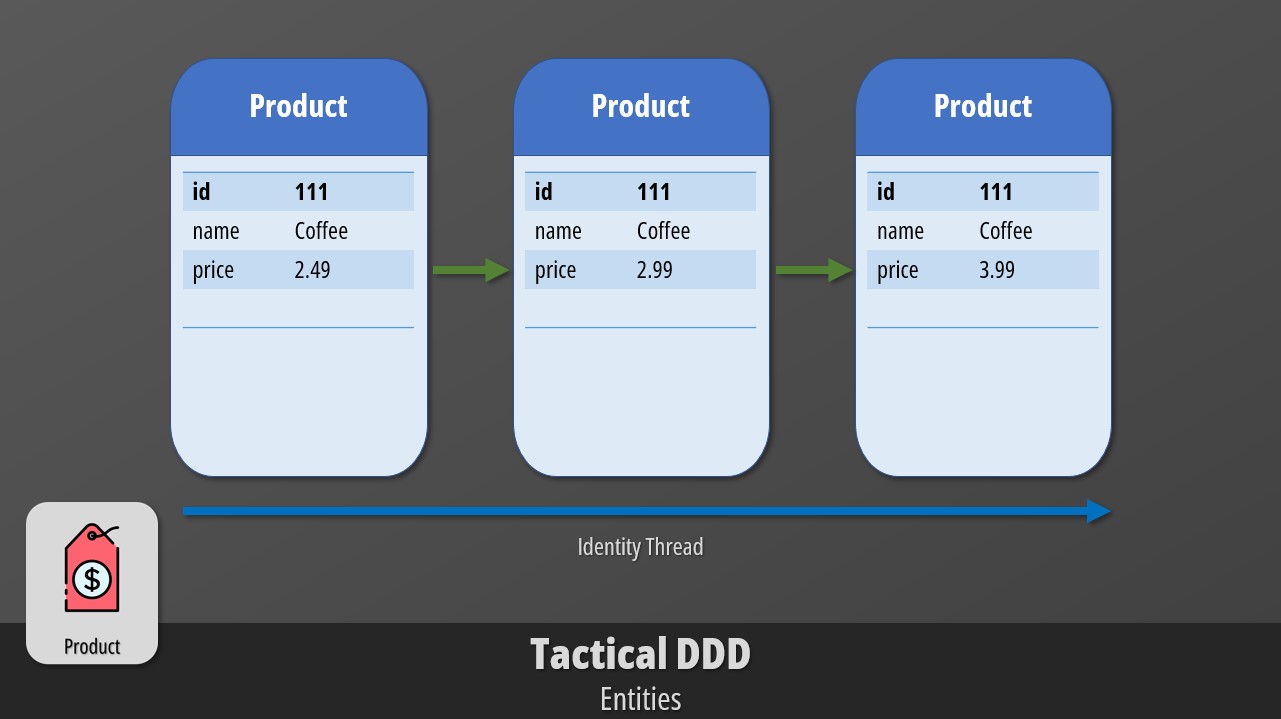 Product
id 111
name Coffee
price 2.49
Product
id 111
name Coffee
price 2.99
Product
id 111
name Coffee
price 3.99
Identity Thread
$
Product
Tactical DDD
Entities